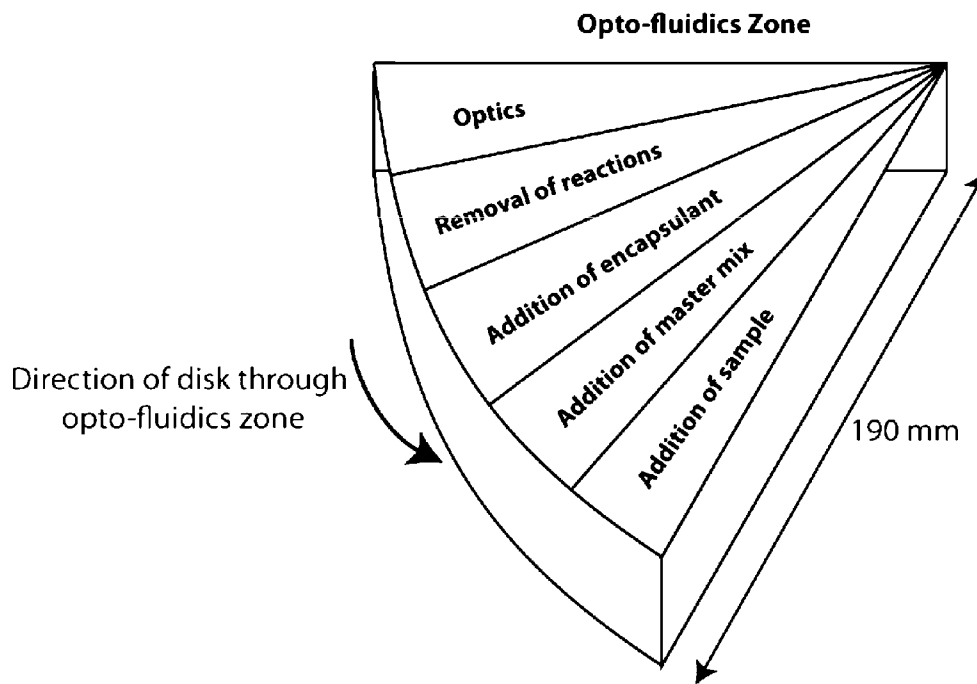 Opto-fluidics Zone
Optics
Removal of reactions
Addition of encapsulant
Addition of master mix
Addition of sample
Direction of disk through
opto-fluidics zone
190 mm